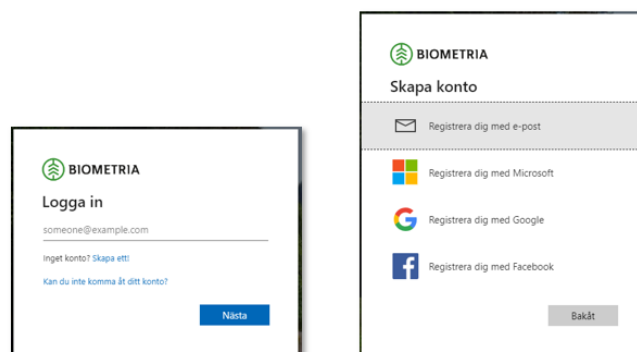 BIOMETRIA
Logga in
someone@example.com
Inget konto? Skapa ett!
Kan du inte komma åt ditt konto?
Nästa
BIOMETRIA
Skapa konto
Registrera dig med e-post
Registrera dig med Microsoft
Registrera dig med Google
Registrera dig med Facebook
Bakåt